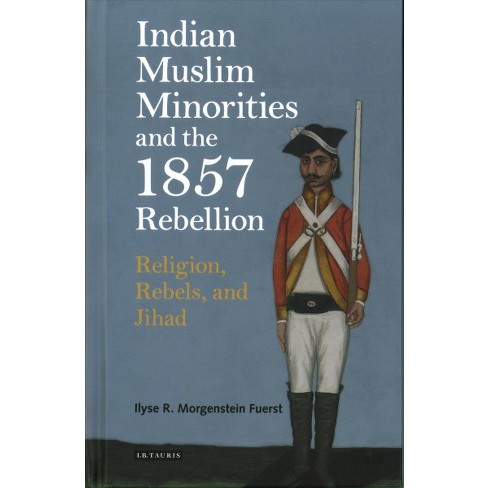 Indian
Muslim
Minorities
and the
1857
Rebellion
Religion,
Rebels, and
Jihad
Ilyse R. Morgenstein Fuerst
I.B.TAURIS